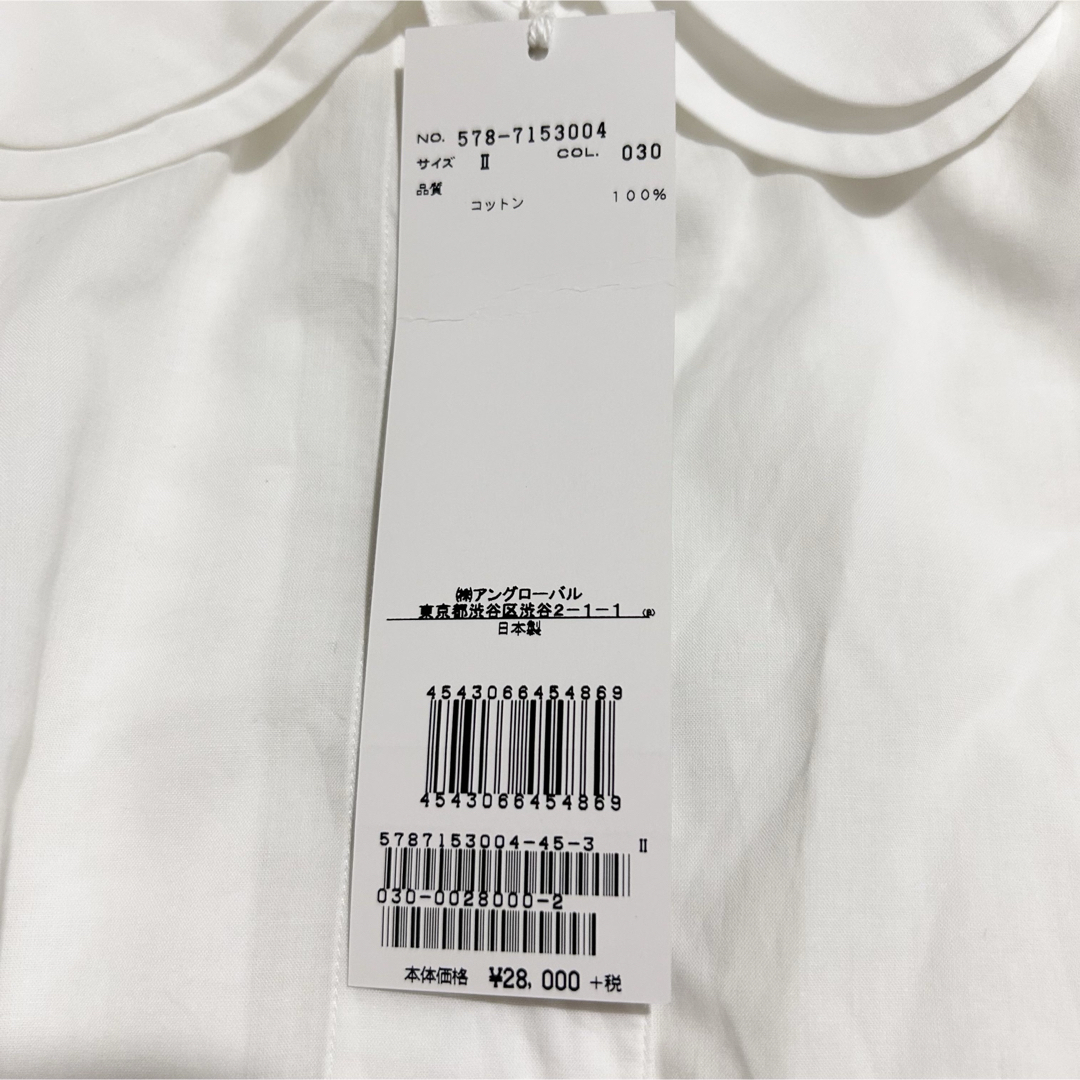 NO. 578-7153004
サイズ Ⅱ COL. 030
品質
コットン 100%
㈱アングローバル
東京都渋谷区渋谷2-1-1
日本製
4543066454869
4543066454869
5787153004-45-3 Ⅱ
030-0028000-2
本体価格 ¥28,000 +税